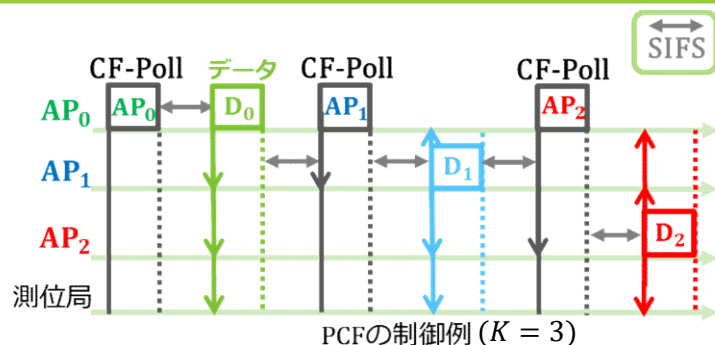 SIFS
CF-Poll データ CF-Poll CF-Poll
AP₀ AP₀ D₀ AP₁ AP₂
AP₁ D₁
AP₂ D₂
測位局
PCFの制御例 (K = 3)